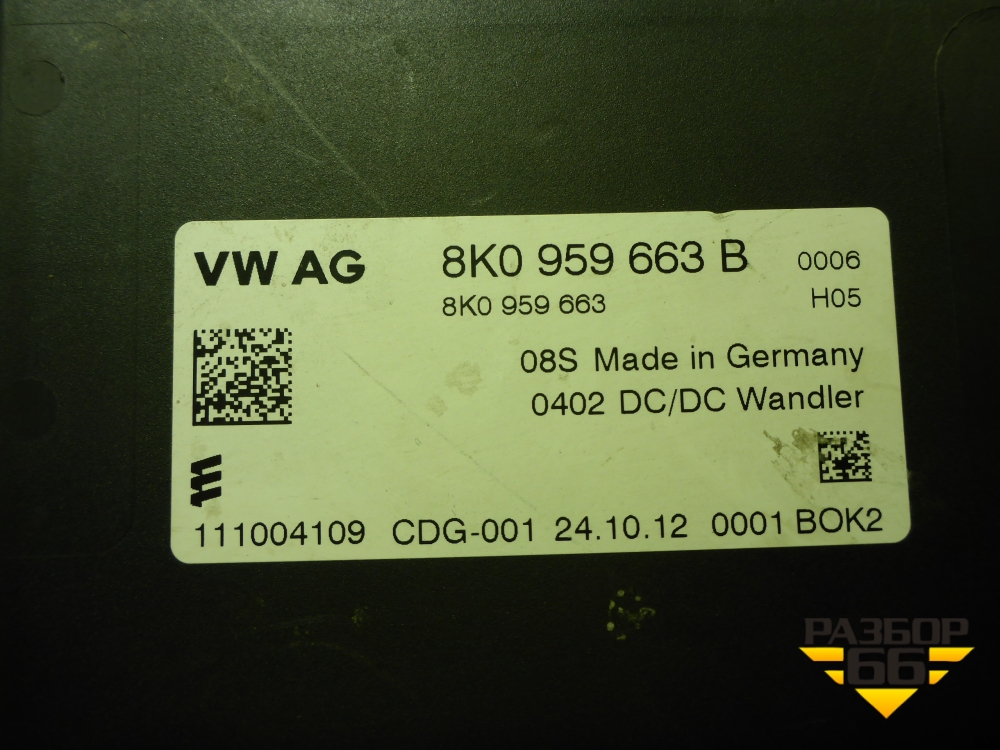 VW AG 8K0 959 663 B 0006
8K0 959 663 H05
08S Made in Germany
0402 DC/DC Wandler
111004109 CDG-001 24.10.12 0001 BOK2
РАЗБОР
66